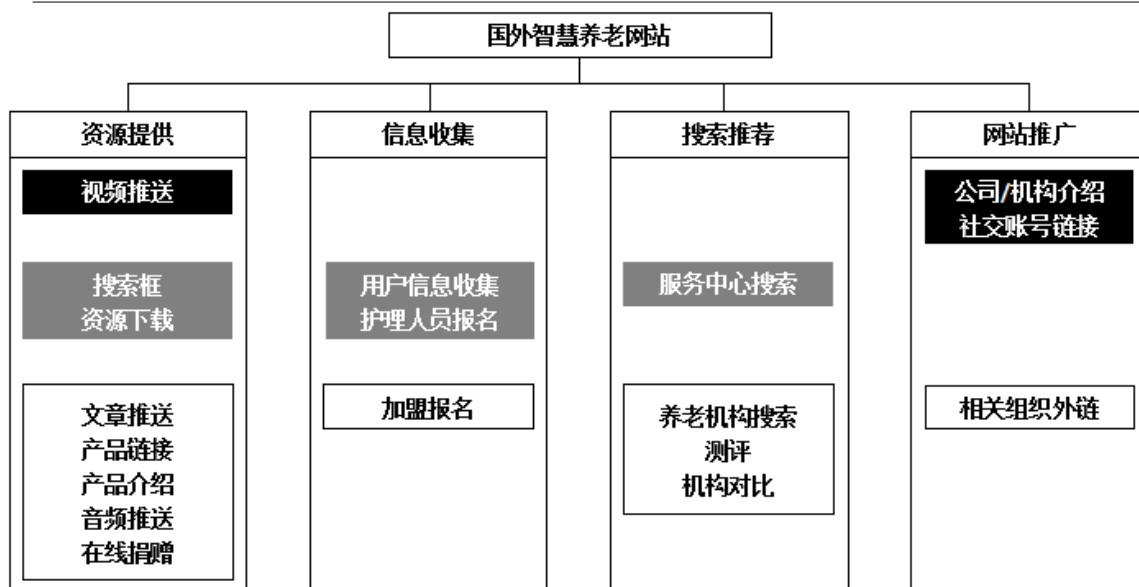 国外智慧养老网站
资源提供
视频推送
搜索框
资源下载
文章推送
产品链接
产品介绍
音频推送
在线捐赠
信息收集
用户信息收集
护理人员报名
加盟报名
搜索推荐
服务中心搜索
养老机构搜索
测评
机构对比
网站推广
公司/机构介绍
社交账号链接
相关组织外链